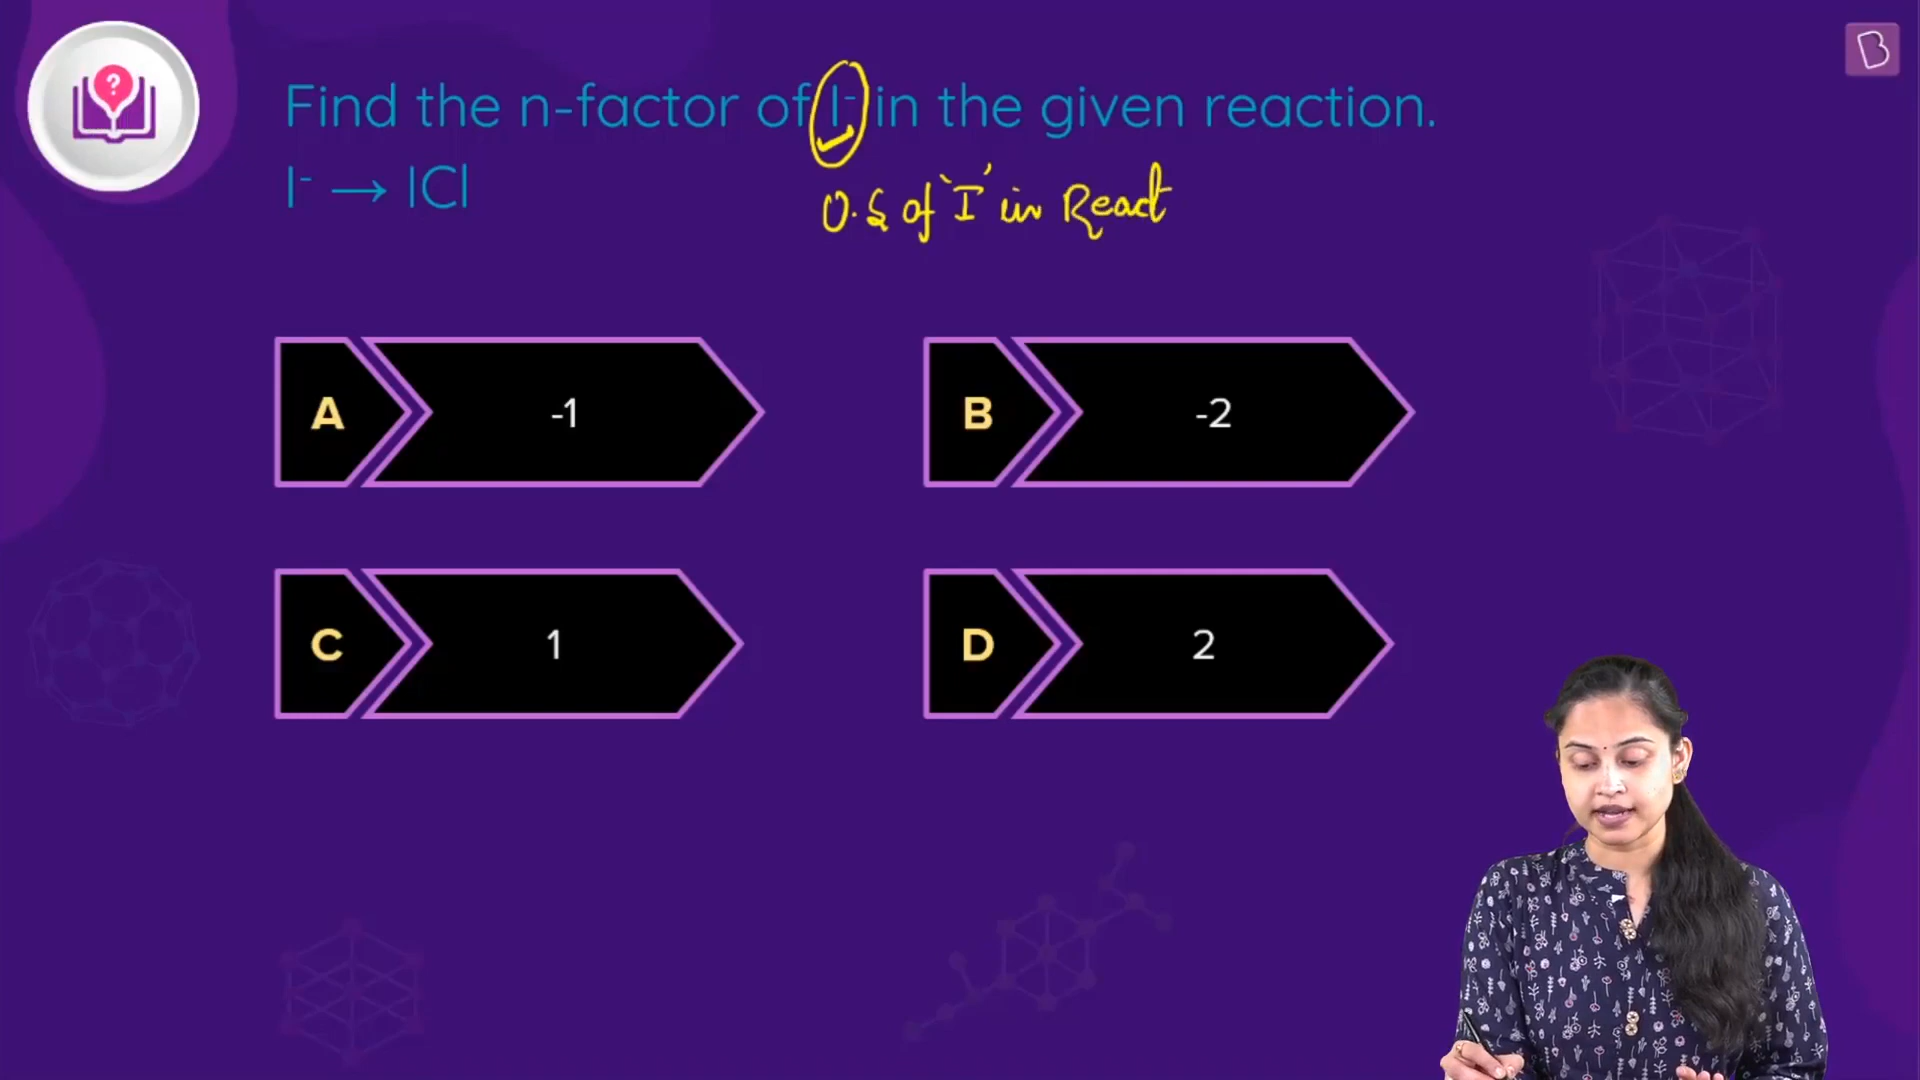 Find the n-factor of I⁻ in the given reaction.
I⁻ → ICl
O.S of 'I' in React
A -1
B -2
C 1
D 2